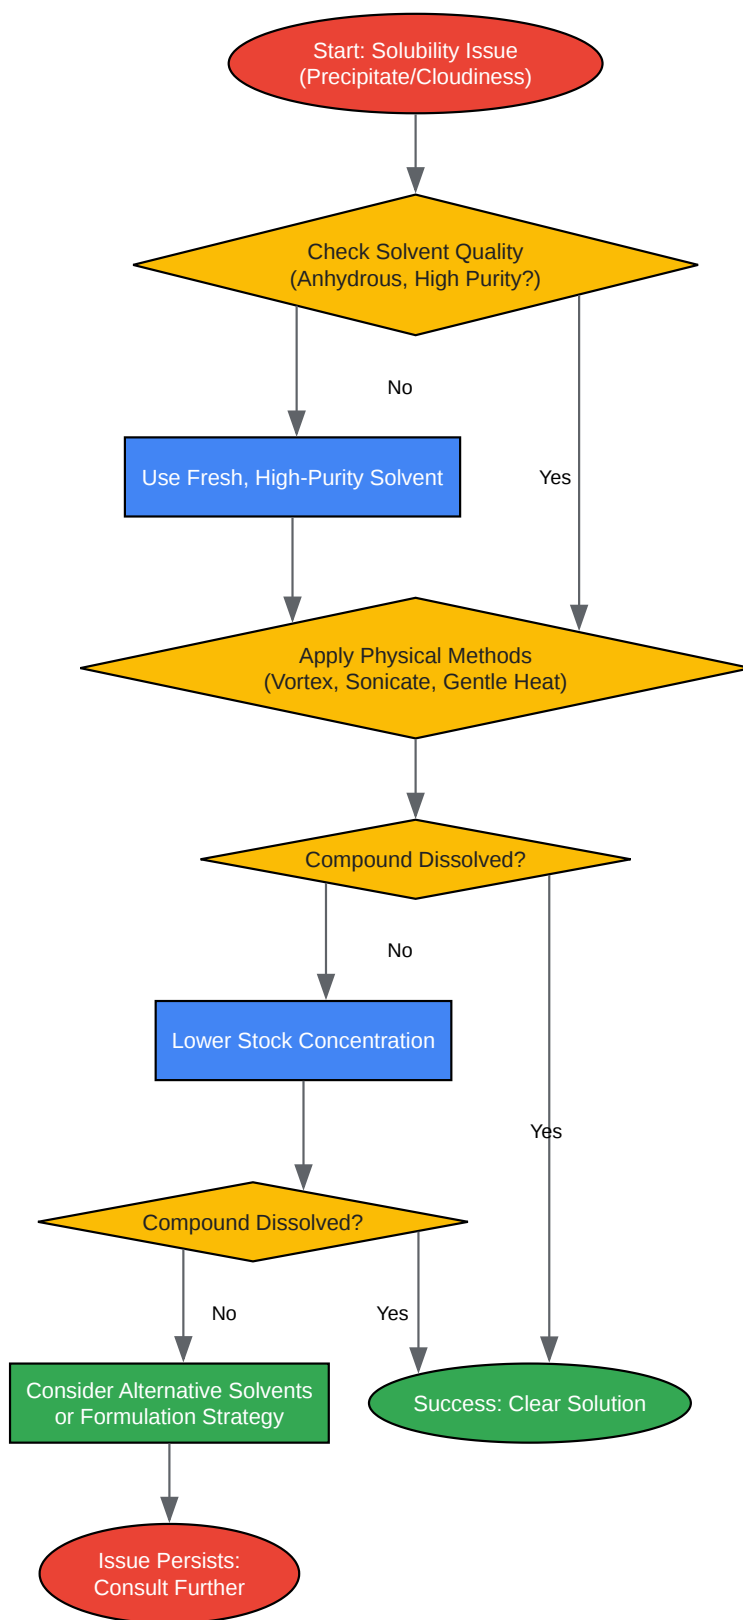 Start: Solubility Issue
(Precipitate/Cloudiness)
Check Solvent Quality
(Anhydrous, High Purity?)
No
Use Fresh, High-Purity Solvent
Yes
Apply Physical Methods
(Vortex, Sonicate, Gentle Heat)
Compound Dissolved?
No
Lower Stock Concentration
Yes
Compound Dissolved?
No
Yes
Consider Alternative Solvents
or Formulation Strategy
Success: Clear Solution
Issue Persists:
Consult Further